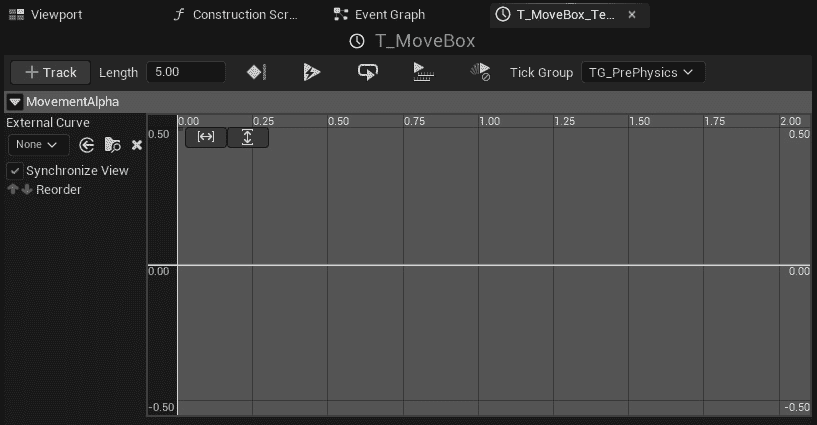 Viewport Construction Scr... Event Graph T_MoveBox_Te...
T_MoveBox
Track Length 5.00 Tick Group TG_PrePhysics
MovementAlpha
External Curve
None
Synchronize View
Reorder
0.00 0.25 0.50 0.75 1.00 1.25 1.50 1.75 2.00
0.50 0.50
0.00 0.00
-0.50 -0.50